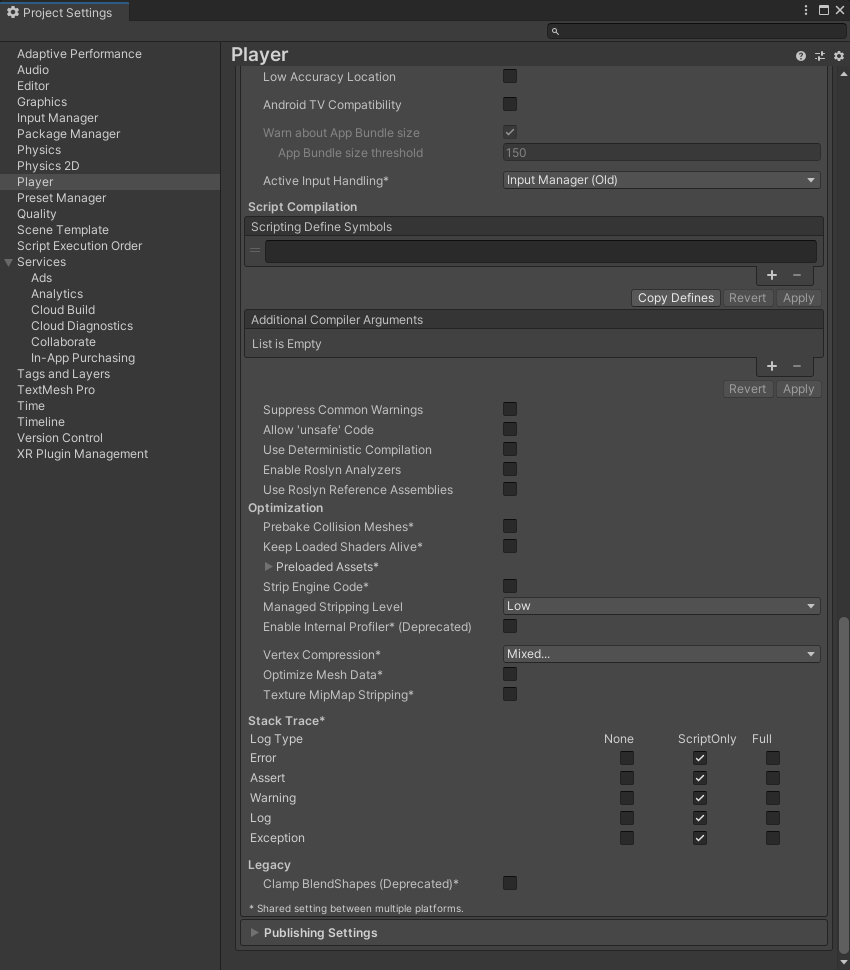 Project Settings
Adaptive Performance
Audio
Editor
Graphics
Input Manager
Package Manager
Physics
Physics 2D
Player
Preset Manager
Quality
Scene Template
Script Execution Order
Services
Ads
Analytics
Cloud Build
Cloud Diagnostics
Collaborate
In-App Purchasing
Tags and Layers
TextMesh Pro
Time
Timeline
Version Control
XR Plugin Management
Player
Low Accuracy Location
Android TV Compatibility
Warn about App Bundle size
App Bundle size threshold 150
Active Input Handling* Input Manager (Old)
Script Compilation
Scripting Define Symbols
Copy Defines Revert Apply
Additional Compiler Arguments
List is Empty
Revert Apply
Suppress Common Warnings
Allow 'unsafe' Code
Use Deterministic Compilation
Enable Roslyn Analyzers
Use Roslyn Reference Assemblies
Optimization
Prebake Collision Meshes*
Keep Loaded Shaders Alive*
Preloaded Assets*
Strip Engine Code*
Managed Stripping Level Low
Enable Internal Profiler* (Deprecated)
Vertex Compression* Mixed...
Optimize Mesh Data*
Texture MipMap Stripping*
Stack Trace*
Log Type None ScriptOnly Full
Error
Assert
Warning
Log
Exception
Legacy
Clamp BlendShapes (Deprecated)*
* Shared setting between multiple platforms.
Publishing Settings